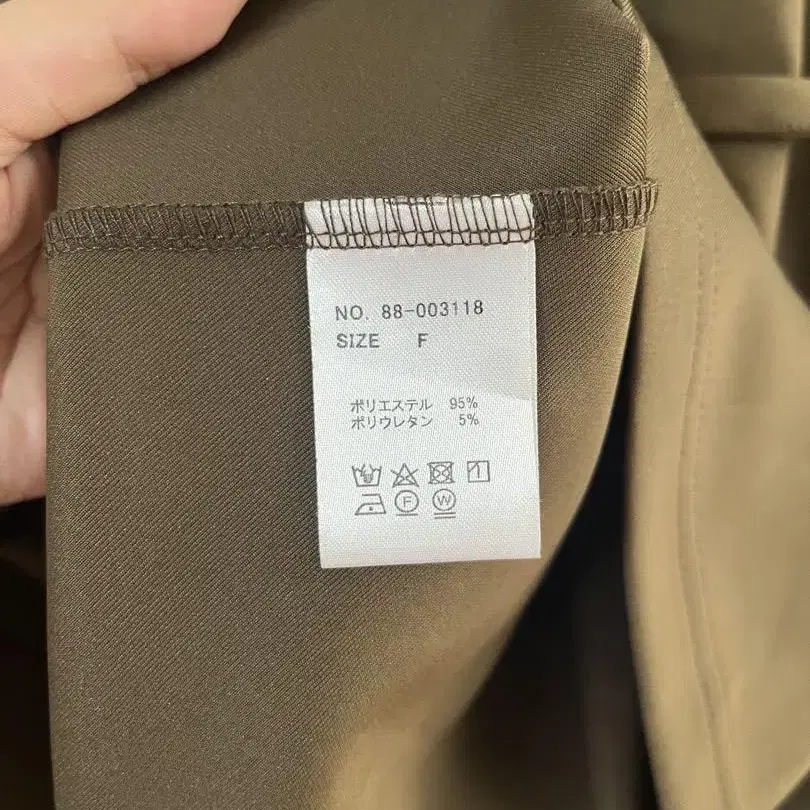 NO. 88-003118
SIZE F
ポリエステル 95%
ポリウレタン 5%
F W